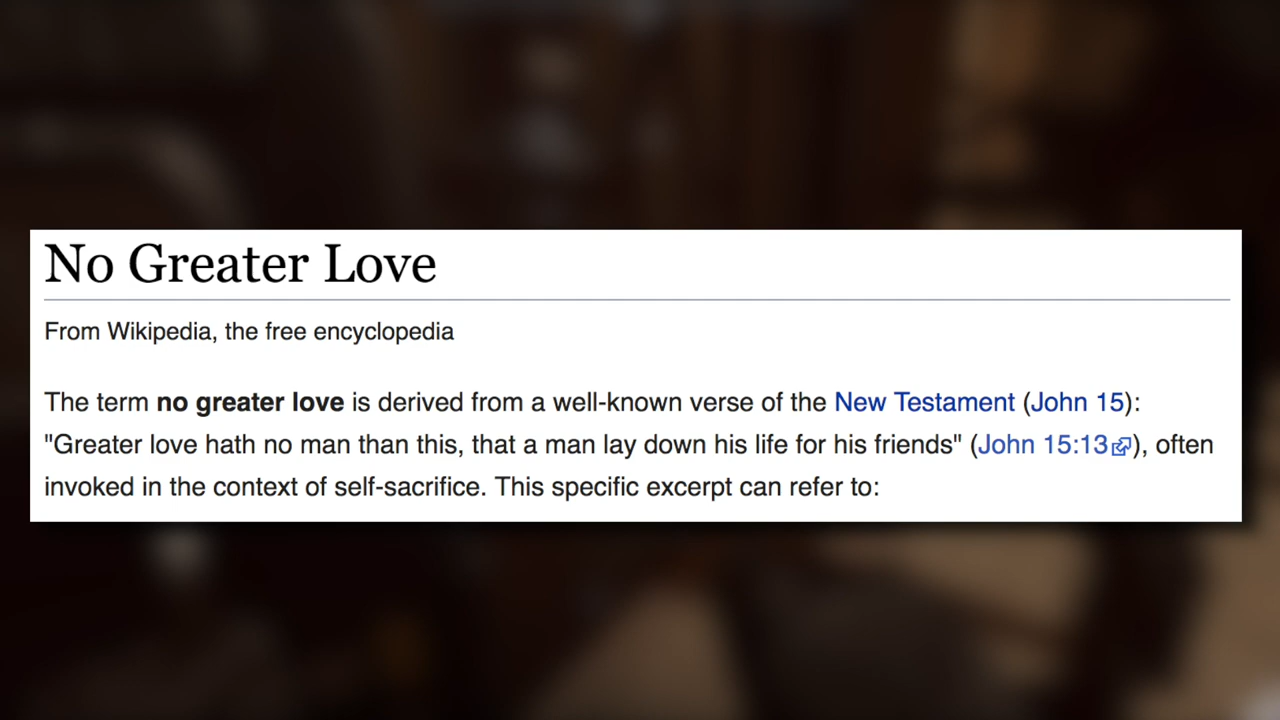 No Greater Love
From Wikipedia, the free encyclopedia
The term no greater love is derived from a well-known verse of the New Testament (John 15):
"Greater love hath no man than this, that a man lay down his life for his friends" (John 15:13), often
invoked in the context of self-sacrifice. This specific excerpt can refer to: